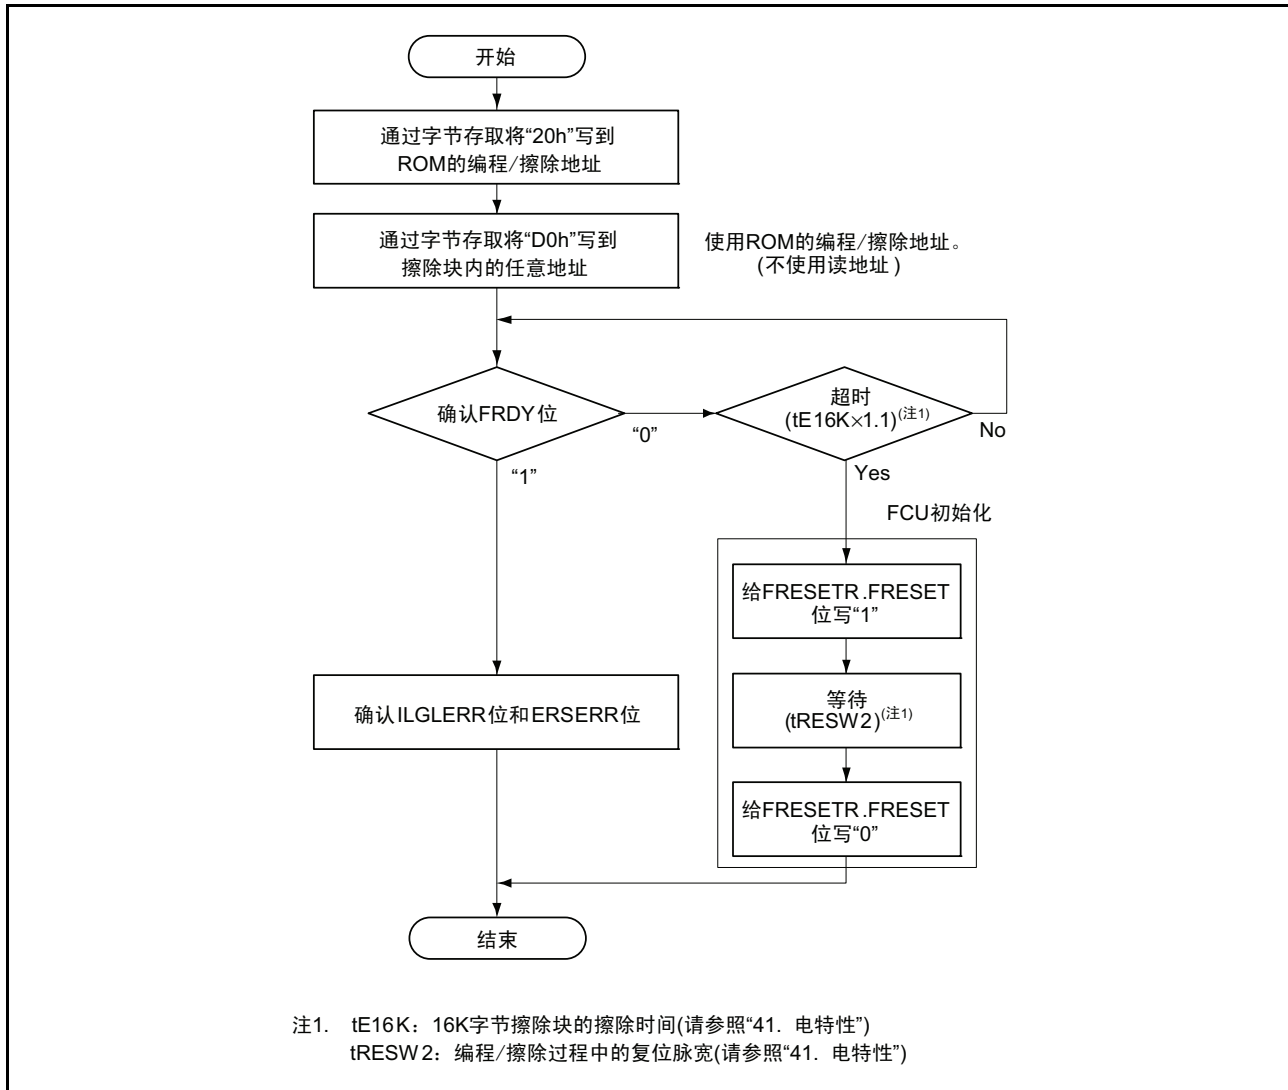 开始
通过字节存取将“20h”写到
ROM的编程/擦除地址
通过字节存取将“D0h”写到
擦除块内的任意地址
使用ROM的编程/擦除地址。
(不使用读地址)
确认FRDY位
“0”
超时
(tE16K×1.1)(注1)
No
“1”
Yes
FCU初始化
给FRESETR.FRESET
位写“1”
等待
(tRESW2)(注1)
确认ILGLERR位和ERSERR位
给FRESETR.FRESET
位写“0”
结束
注1. tE16K：16K字节擦除块的擦除时间(请参照“41. 电特性”)
tRESW2：编程/擦除过程中的复位脉宽(请参照“41. 电特性”)